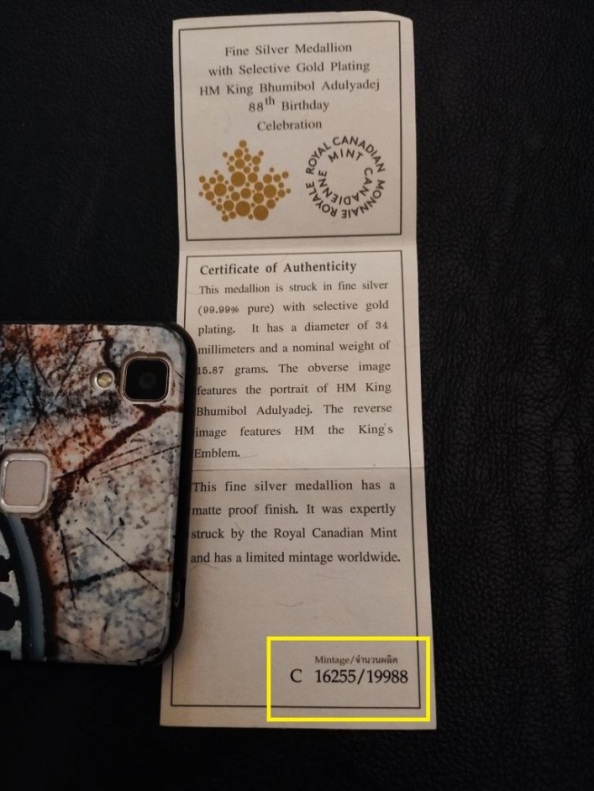 Fine Silver Medallion
with Selective Gold Plating
HM King Bhumibol Adulyadej
88th Birthday
Celebration
ROYAL CANADIAN MINT
MONNAIE ROYALE CANADIENNE
Certificate of Authenticity
This medallion is struck in fine silver
(99.99% pure) with selective gold
plating. It has a diameter of 34
millimeters and a nominal weight of
15.87 grams. The obverse image
features the portrait of HM King
Bhumibol Adulyadej. The reverse
image features HM the King's
Emblem.
This fine silver medallion has a
matte proof finish. It was expertly
struck by the Royal Canadian Mint
and has a limited mintage worldwide.
Mintage/จำนวนผลิต
C 16255/19988